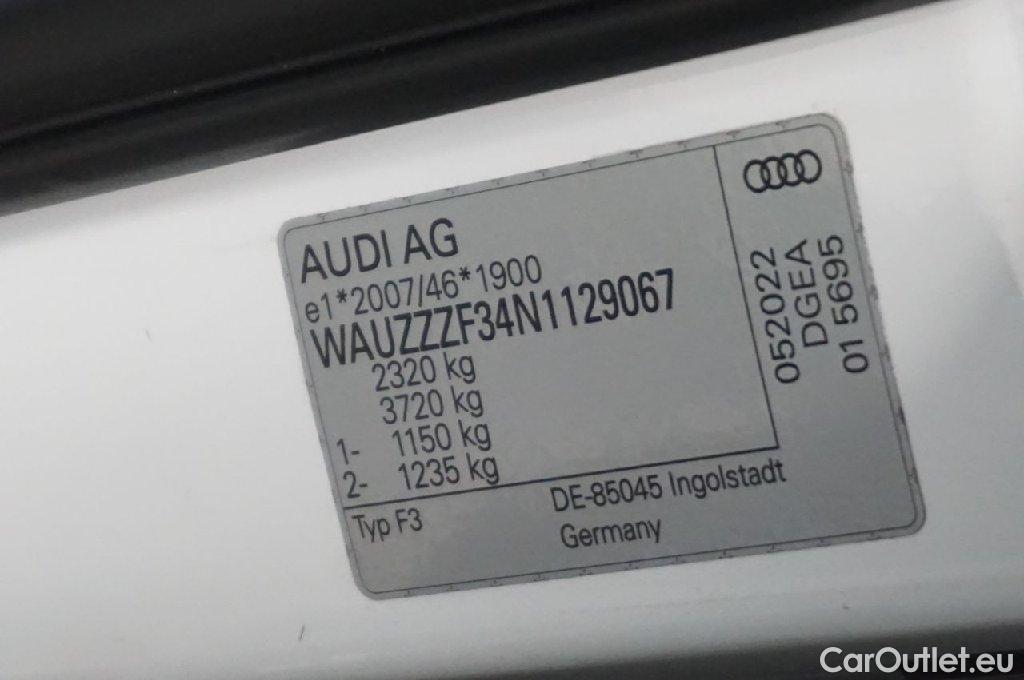 AUDI AG
e1*2007/46*1900
WAUZZZF34N1129067
2320 kg
3720 kg
1- 1150 kg
2- 1235 kg
Typ F3
DE-85045 Ingolstadt
Germany
052022
DGEA
01 5695
CarOutlet.eu